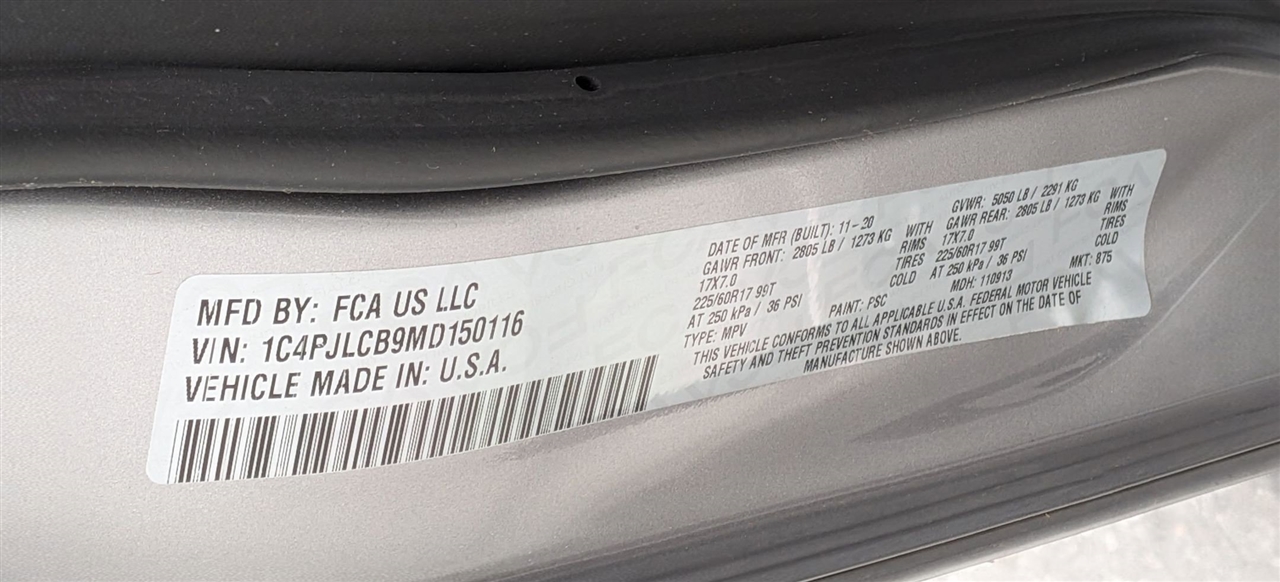 MFD BY: FCA US LLC
VIN: 1C4PJLCB9MD150116
VEHICLE MADE IN: U.S.A.
DATE OF MFR (BUILT): 11-20 GVWR: 5050 LB / 2291 KG
GAWR FRONT: 2805 LB / 1273 KG WITH GAWR REAR: 2805 LB / 1273 KG WITH
17X7.0 RIMS 17X7.0 RIMS
225/60R17 99T TIRES 225/60R17 99T TIRES
AT 250 kPa / 36 PSI COLD AT 250 kPa / 36 PSI COLD
TYPE: MPV PAINT: PSC MDH: 110913 MKT: 875
THIS VEHICLE CONFORMS TO ALL APPLICABLE U.S.A. FEDERAL MOTOR VEHICLE
SAFETY AND THEFT PREVENTION STANDARDS IN EFFECT ON THE DATE OF
MANUFACTURE SHOWN ABOVE.